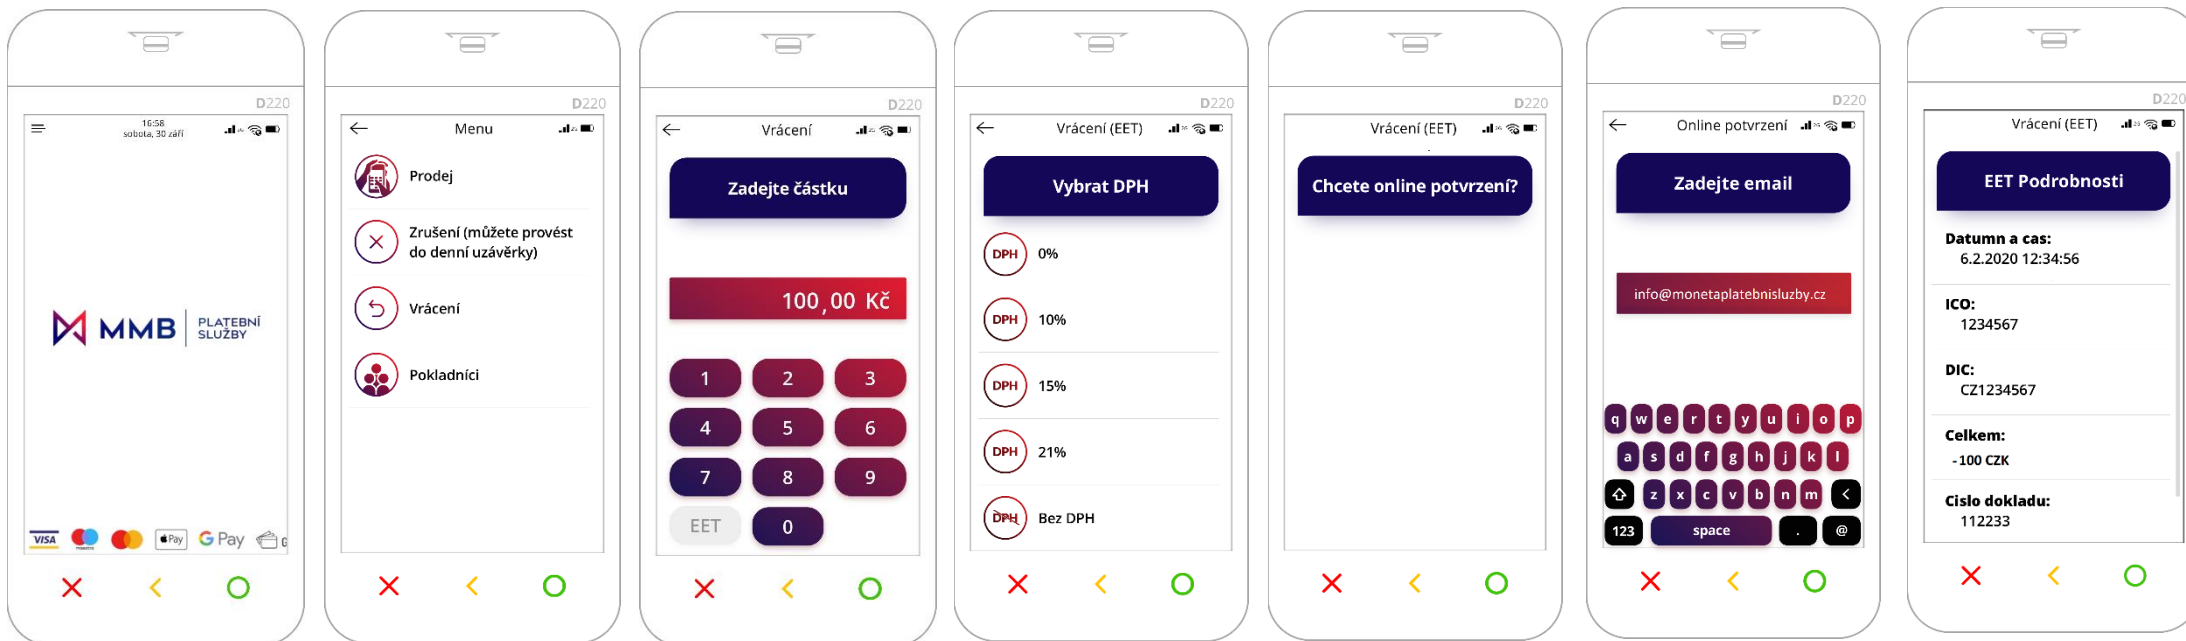 D220
16:58
sobota, 30 září
MMB PLATEBNÍ SLUŽBY
VISA
Pay
G Pay
G
D220
Menu
Prodej
Zrušení (můžete provést
do denní uzávěrky)
Vrácení
Pokladníci
D220
Vrácení
Zadejte částku
100,00 Kč
1 2 3
4 5 6
7 8 9
EET 0
D220
Vrácení (EET)
Vybrat DPH
DPH 0%
DPH 10%
DPH 15%
DPH 21%
DPH Bez DPH
D220
Vrácení (EET)
Chcete online potvrzení?
D220
Online potvrzení
Zadejte email
info@monetaplatebnisluzby.cz
q w e r t y u i o p
a s d f g h j k l
z x c v b n m
123 space . @
D220
Vrácení (EET)
EET Podrobnosti
Datumn a cas:
6.2.2020 12:34:56
ICO:
1234567
DIC:
CZ1234567
Celkem:
-100 CZK
Cislo dokladu:
112233